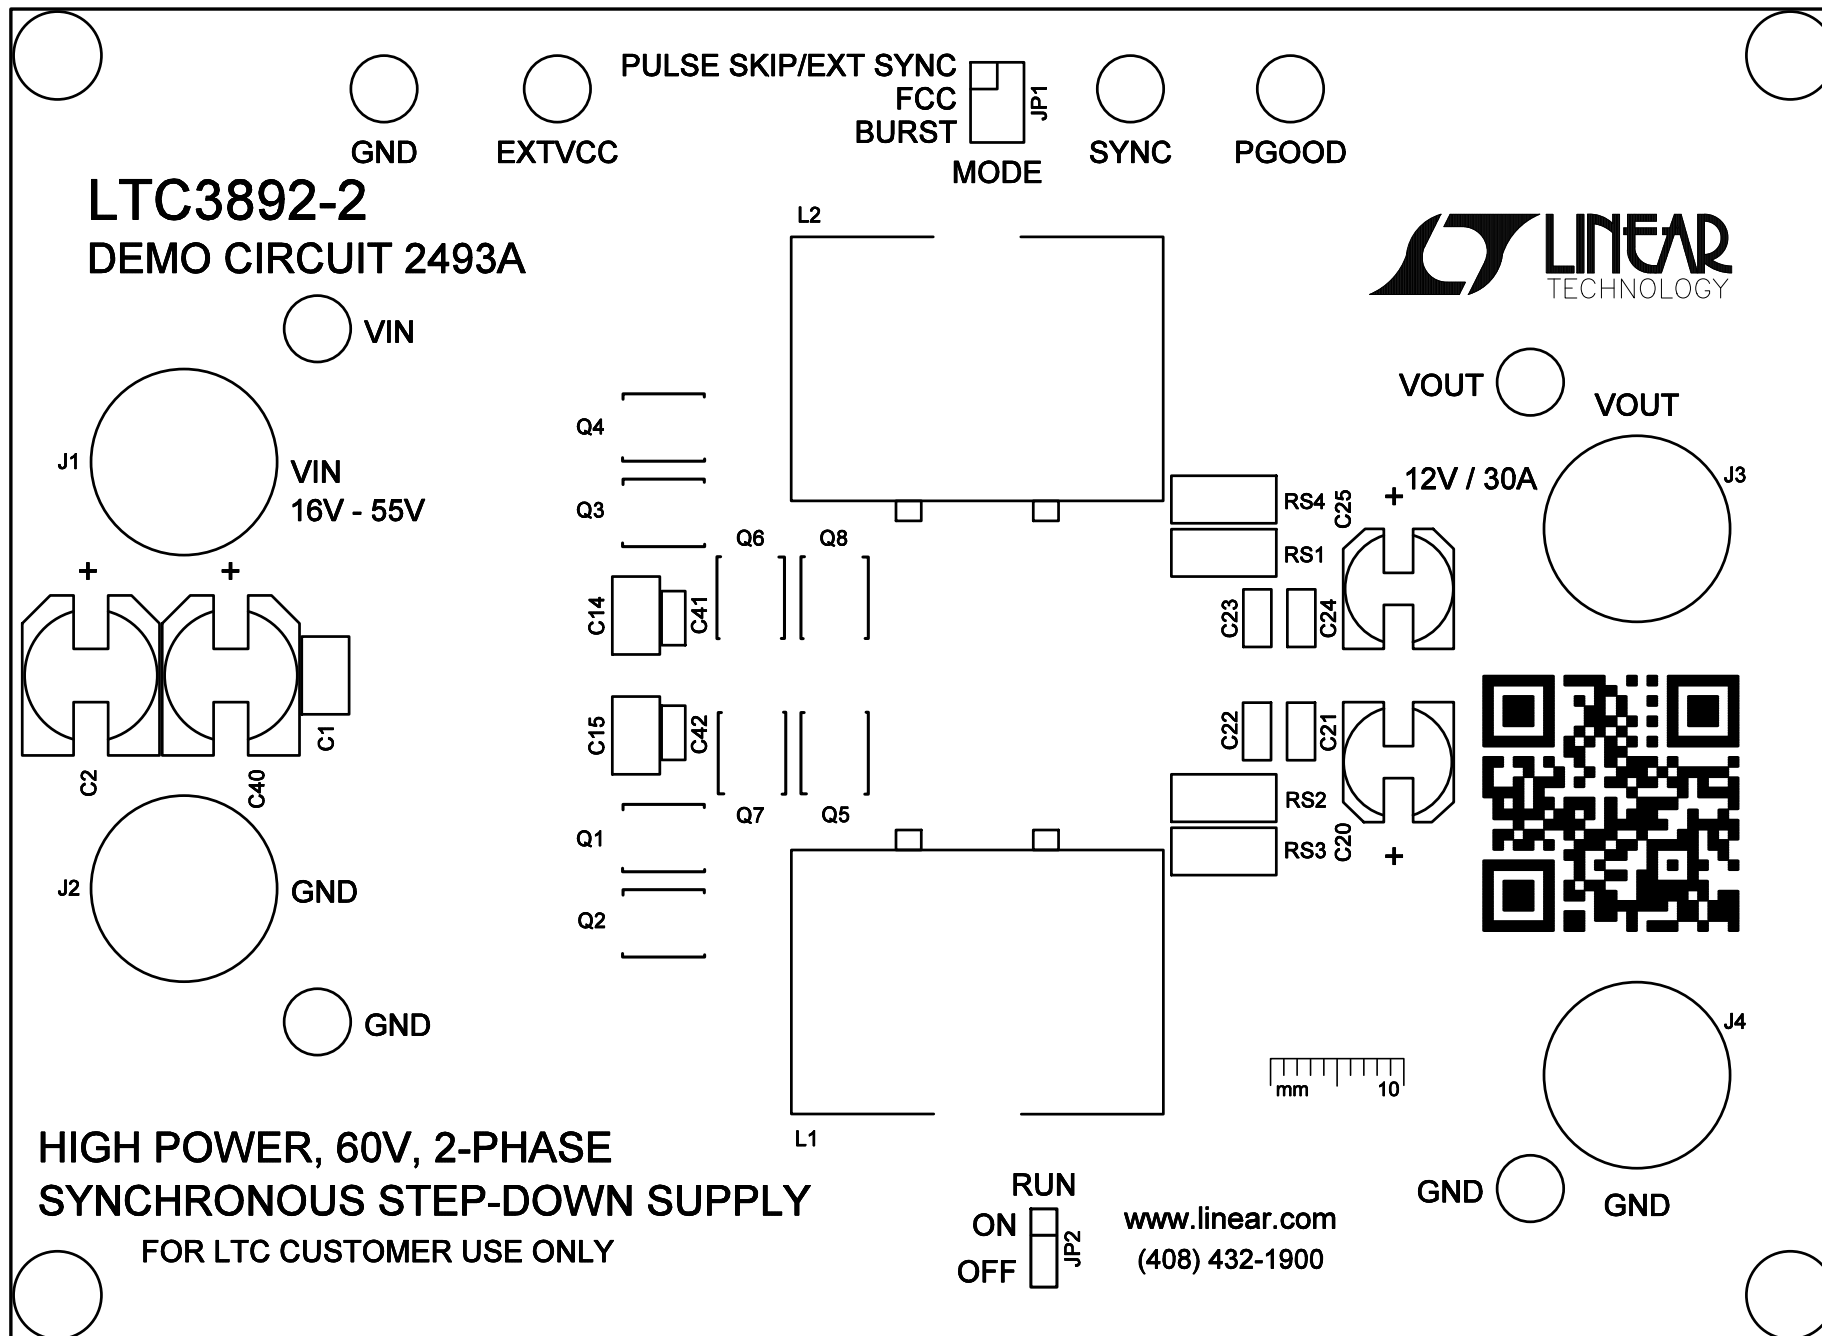 PULSE SKIP/EXT SYNC
FCC
BURST
JP1
MODE
GND
EXTVCC
SYNC
PGOOD
LTC3892-2
DEMO CIRCUIT 2493A
L2
LINEAR
TECHNOLOGY
VIN
VOUT
VOUT
J1
VIN
16V - 55V
Q4
Q3
Q6
Q8
RS4
RS1
C25
+
12V / 30A
J3
+
+
C14
C41
C23
C24
C2
C40
C1
C15
C42
C22
C21
Q7
Q5
Q1
Q2
RS2
RS3
C20
+
J2
GND
GND
J4
mm
10
L1
HIGH POWER, 60V, 2-PHASE
SYNCHRONOUS STEP-DOWN SUPPLY
FOR LTC CUSTOMER USE ONLY
RUN
ON
OFF
JP2
www.linear.com
(408) 432-1900
GND
GND